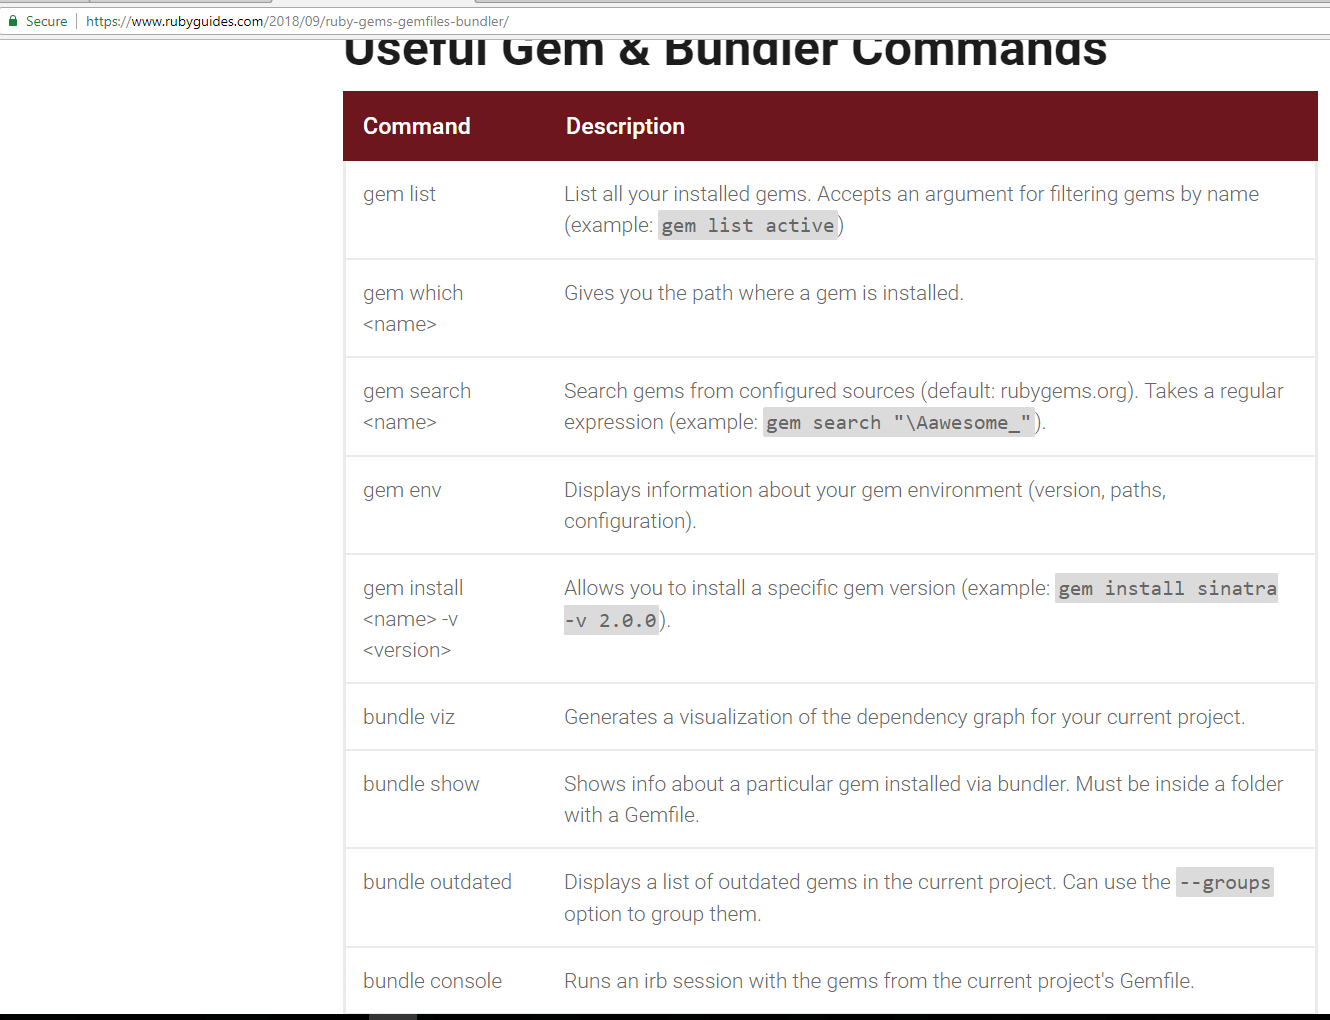 Secure https://www.rubyguides.com/2018/09/ruby-gems-gemfiles-bundler/
Useful Gem & Bundler Commands
Command Description
gem list List all your installed gems. Accepts an argument for filtering gems by name
(example: gem list active)
gem which Gives you the path where a gem is installed.
<name>
gem search Search gems from configured sources (default: rubygems.org). Takes a regular
<name> expression (example: gem search "\Aawesome_").
gem env Displays information about your gem environment (version, paths,
configuration).
gem install Allows you to install a specific gem version (example: gem install sinatra
<name> -v -v 2.0.0).
<version>
bundle viz Generates a visualization of the dependency graph for your current project.
bundle show Shows info about a particular gem installed via bundler. Must be inside a folder
with a Gemfile.
bundle outdated Displays a list of outdated gems in the current project. Can use the --groups
option to group them.
bundle console Runs an irb session with the gems from the current project's Gemfile.